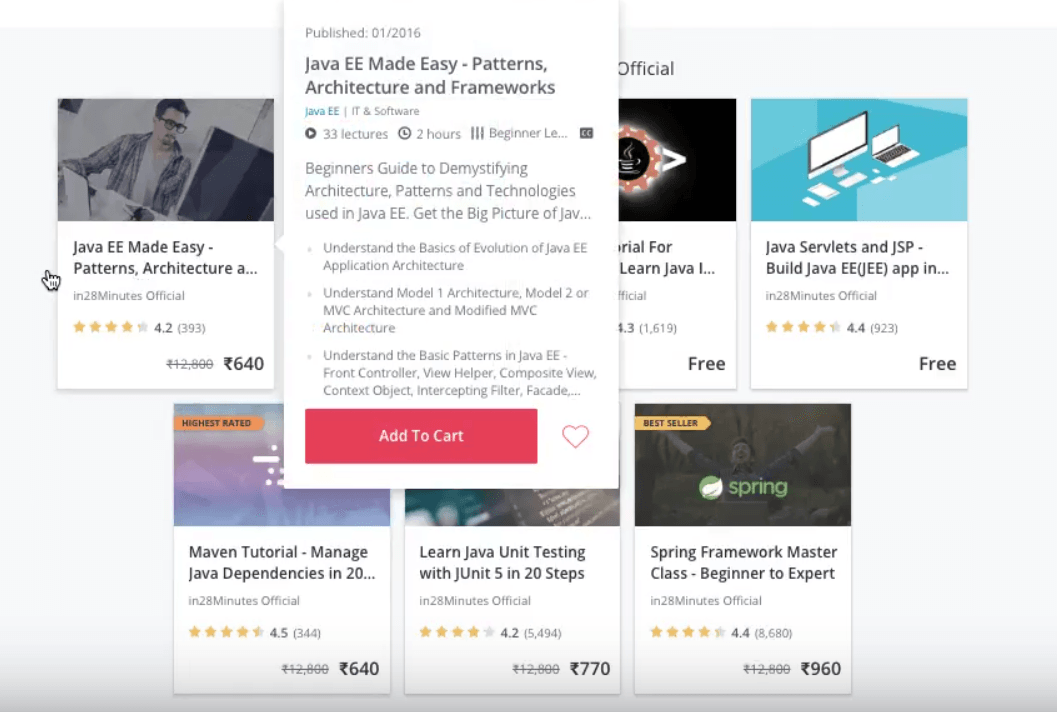 Official
Published: 01/2016
Java EE Made Easy - Patterns,
Architecture and Frameworks
Java EE | IT & Software
33 lectures 2 hours Beginner Le... CC
Beginners Guide to Demystifying
Architecture, Patterns and Technologies
used in Java EE. Get the Big Picture of Jav...
Understand the Basics of Evolution of Java EE
Application Architecture
Understand Model 1 Architecture, Model 2 or
MVC Architecture and Modified MVC
Architecture
Understand the Basic Patterns in Java EE -
Front Controller, View Helper, Composite View,
Context Object, Intercepting Filter, Facade,...
Add To Cart
Java EE Made Easy -
Patterns, Architecture a...
in28Minutes Official
4.2 (393)
₹12,800 ₹640
rial For
Learn Java I...
fficial
4.3 (1,619)
Free
Java Servlets and JSP -
Build Java EE(JEE) app in...
in28Minutes Official
4.4 (923)
Free
HIGHEST RATED
Maven Tutorial - Manage
Java Dependencies in 20...
in28Minutes Official
4.5 (344)
₹12,800 ₹640
Learn Java Unit Testing
with JUnit 5 in 20 Steps
in28Minutes Official
4.2 (5,494)
₹12,800 ₹770
BEST SELLER
spring
Spring Framework Master
Class - Beginner to Expert
in28Minutes Official
4.4 (8,680)
₹12,800 ₹960